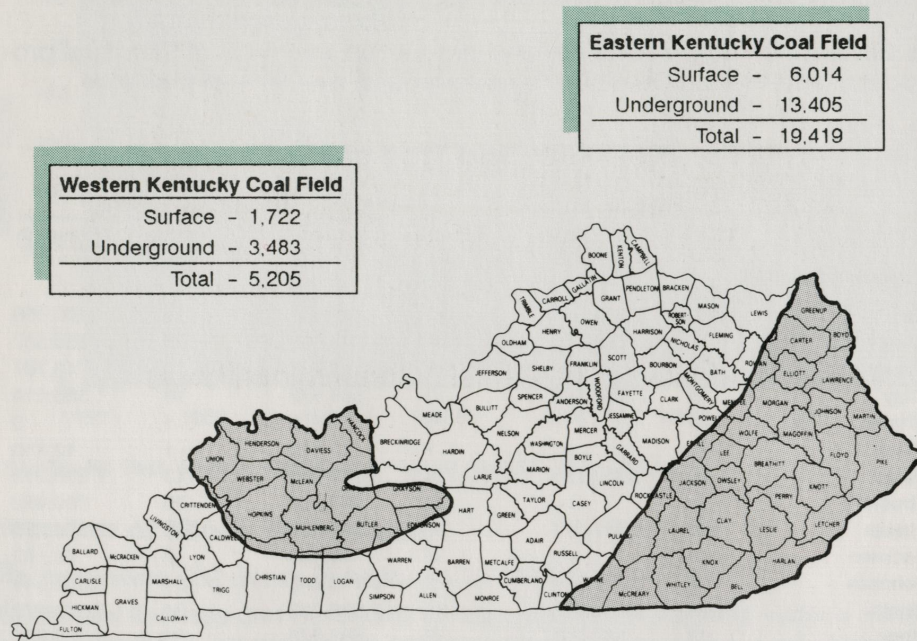 Eastern Kentucky Coal Field
Surface - 6,014
Underground - 13,405
Total - 19,419
Western Kentucky Coal Field
Surface - 1,722
Underground - 3,483
Total - 5,205
BOONE
KENTON
CAMPBELL
GALLATIN
GRANT
PENDLETON
BRACKEN
TRIMBLE
CARROLL
OWEN
ROBERT-
SON
MASON
LEWIS
GREENUP
HENRY
HARRISON
FLEMING
CARTER
BOYD
OLDHAM
NICHOLAS
ROWAN
JEFFERSON
SHELBY
FRANKLIN
SCOTT
BOURBON
BATH
ELLIOTT
LAWRENCE
SPENCER
ANDERSON
WOODFORD
FAYETTE
CLARK
MONTGOMERY
MENIFEE
MORGAN
JOHNSON
MARTIN
MEADE
BULLITT
JESSAMINE
POWELL
HANCOCK
BRECKINRIDGE
NELSON
WASHINGTON
MERCER
GARRARD
MADISON
ESTILL
WOLFE
MAGOFFIN
FLOYD
PIKE
HENDERSON
DAVIESS
HARDIN
BOYLE
LEE
BREATHITT
UNION
WEBSTER
McLEAN
GRAYSON
LARUE
MARION
LINCOLN
ROCKCASTLE
JACKSON
OWSLEY
PERRY
KNOTT
CRITTENDEN
HOPKINS
MUHLENBERG
BUTLER
EDMONSON
HART
GREEN
TAYLOR
CASEY
PULASKI
LAUREL
CLAY
LESLIE
LETCHER
LIVINGSTON
CALDWELL
ADAIR
RUSSELL
KNOX
HARLAN
BALLARD
McCRACKEN
LYON
WARREN
BARREN
METCALFE
WAYNE
McCREARY
WHITLEY
BELL
CARLISLE
GRAVES
MARSHALL
TRIGG
CHRISTIAN
TODD
LOGAN
SIMPSON
ALLEN
MONROE
CUMBERLAND
CLINTON
HICKMAN
CALLOWAY
FULTON